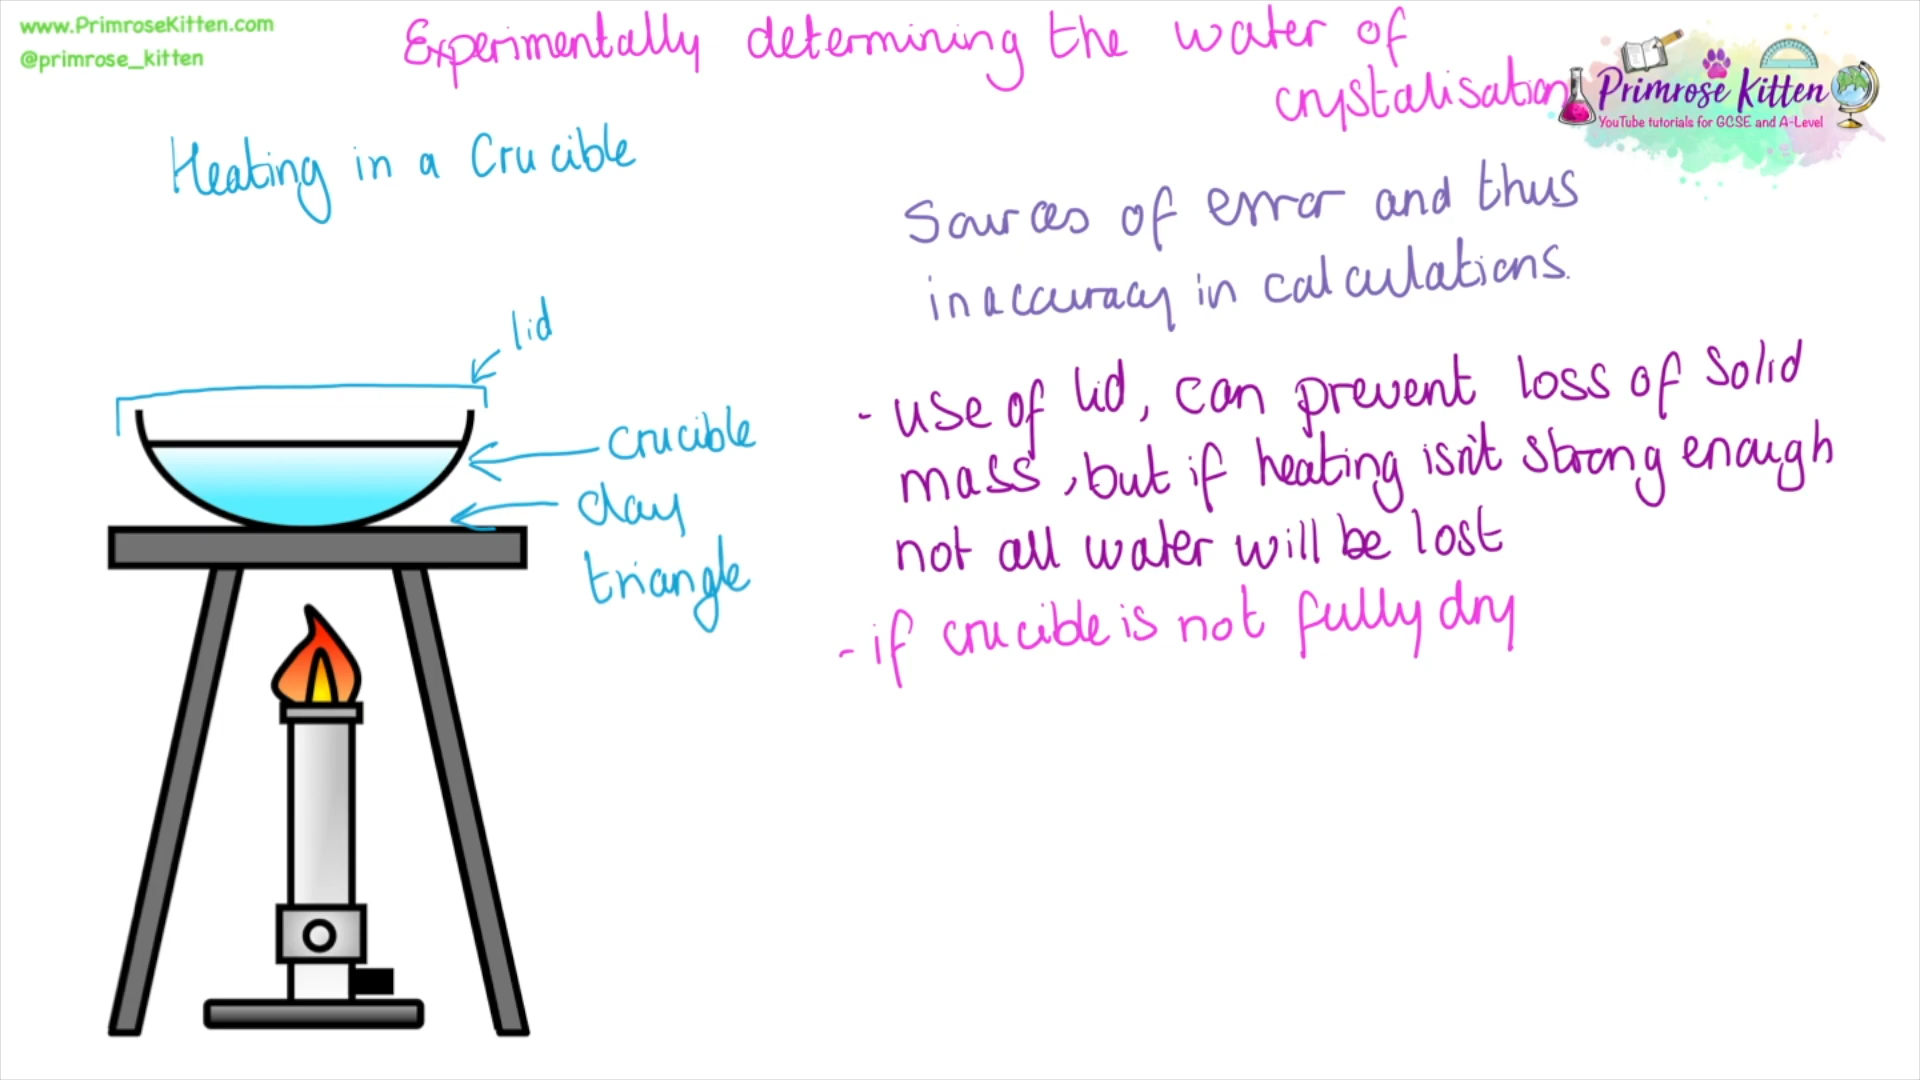 www.PrimroseKitten.com
@primrose_kitten
Experimentally determining the water of
crystalisation
Primrose Kitten
YouTube tutorials for GCSE and A-Level
Heating in a Crucible
lid
crucible
clay
triangle
Sources of error and thus
inaccuracy in calculations.
- use of lid, can prevent loss of solid
mass, but if heating isn't strong enough
not all water will be lost
- if crucible is not fully dry